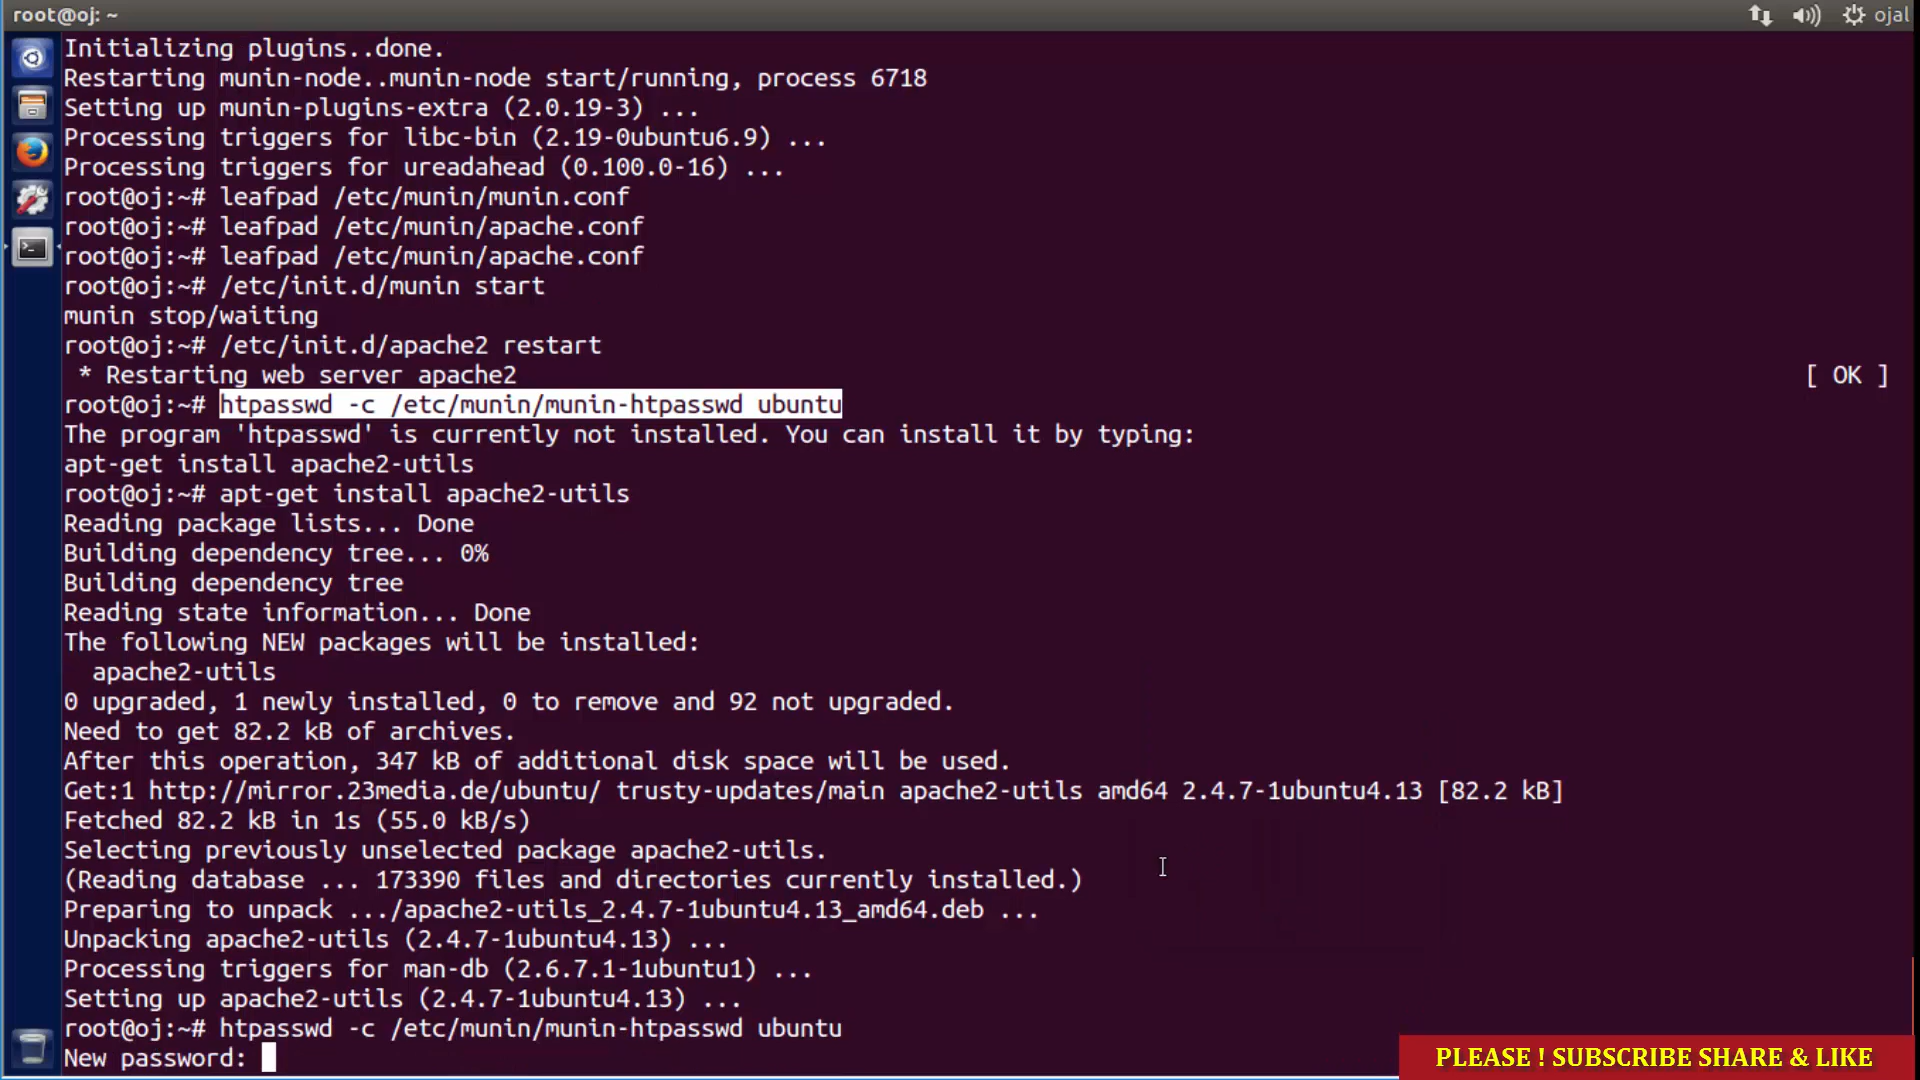 root@oj: ~
ojal
Initializing plugins..done.
Restarting munin-node..munin-node start/running, process 6718
Setting up munin-plugins-extra (2.0.19-3) ...
Processing triggers for libc-bin (2.19-0ubuntu6.9) ...
Processing triggers for ureadahead (0.100.0-16) ...
root@oj:~# leafpad /etc/munin/munin.conf
root@oj:~# leafpad /etc/munin/apache.conf
root@oj:~# leafpad /etc/munin/apache.conf
root@oj:~# /etc/init.d/munin start
munin stop/waiting
root@oj:~# /etc/init.d/apache2 restart
 * Restarting web server apache2 [ OK ]
root@oj:~# htpasswd -c /etc/munin/munin-htpasswd ubuntu
The program 'htpasswd' is currently not installed. You can install it by typing:
apt-get install apache2-utils
root@oj:~# apt-get install apache2-utils
Reading package lists... Done
Building dependency tree... 0%
Building dependency tree
Reading state information... Done
The following NEW packages will be installed:
  apache2-utils
0 upgraded, 1 newly installed, 0 to remove and 92 not upgraded.
Need to get 82.2 kB of archives.
After this operation, 347 kB of additional disk space will be used.
Get:1 http://mirror.23media.de/ubuntu/ trusty-updates/main apache2-utils amd64 2.4.7-1ubuntu4.13 [82.2 kB]
Fetched 82.2 kB in 1s (55.0 kB/s)
Selecting previously unselected package apache2-utils.
(Reading database ... 173390 files and directories currently installed.)
Preparing to unpack .../apache2-utils_2.4.7-1ubuntu4.13_amd64.deb ...
Unpacking apache2-utils (2.4.7-1ubuntu4.13) ...
Processing triggers for man-db (2.6.7.1-1ubuntu1) ...
Setting up apache2-utils (2.4.7-1ubuntu4.13) ...
root@oj:~# htpasswd -c /etc/munin/munin-htpasswd ubuntu
New password:
PLEASE ! SUBSCRIBE SHARE & LIKE